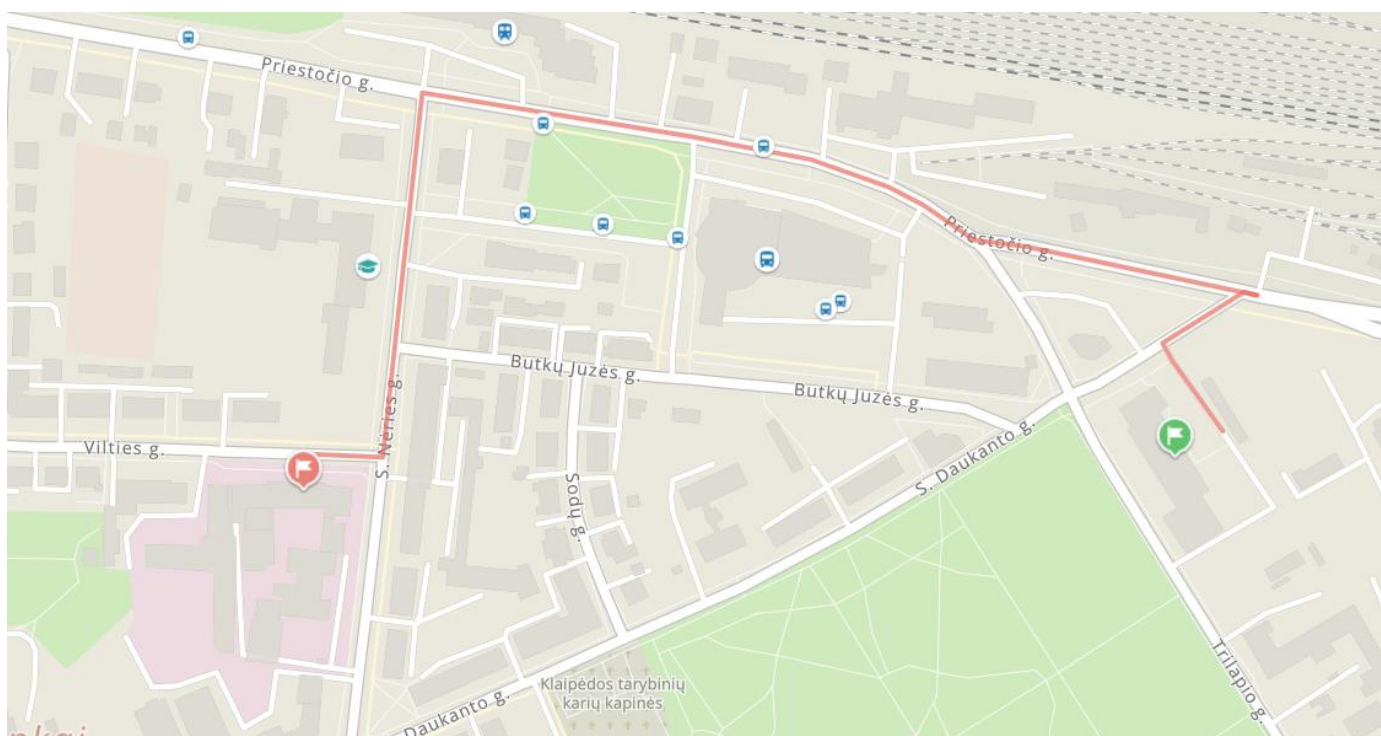 Priestočio g.
Priestočio g.
Butkų Juzės g.
Butkų Juzės g.
S. Nėries g.
Vilties g.
S. Daukanto g.
Sodų g.
Trilapio g.
Klaipėdos tarybinių
karių kapinės
Daukanto g.